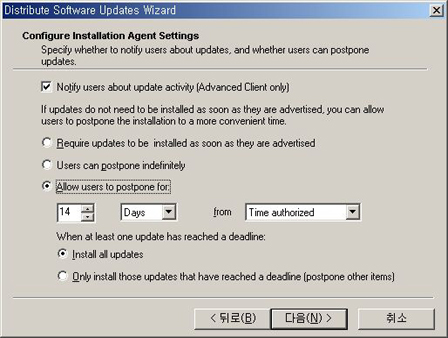 Distribute Software Updates Wizard
Configure Installation Agent Settings
Specify whether to notify users about updates, and whether users can postpone
updates.
Notify users about update activity (Advanced Client only)
If updates do not need to be installed as soon as they are advertised, you can allow
users to postpone the installation to a more convenient time.
Require updates to be installed as soon as they are advertised
Users can postpone indefinitely
Allow users to postpone for:
14 Days from Time authorized
When at least one update has reached a deadline:
Install all updates
Only install those updates that have reached a deadline (postpone other items)
< 뒤로(B) 다음(N) > 취소